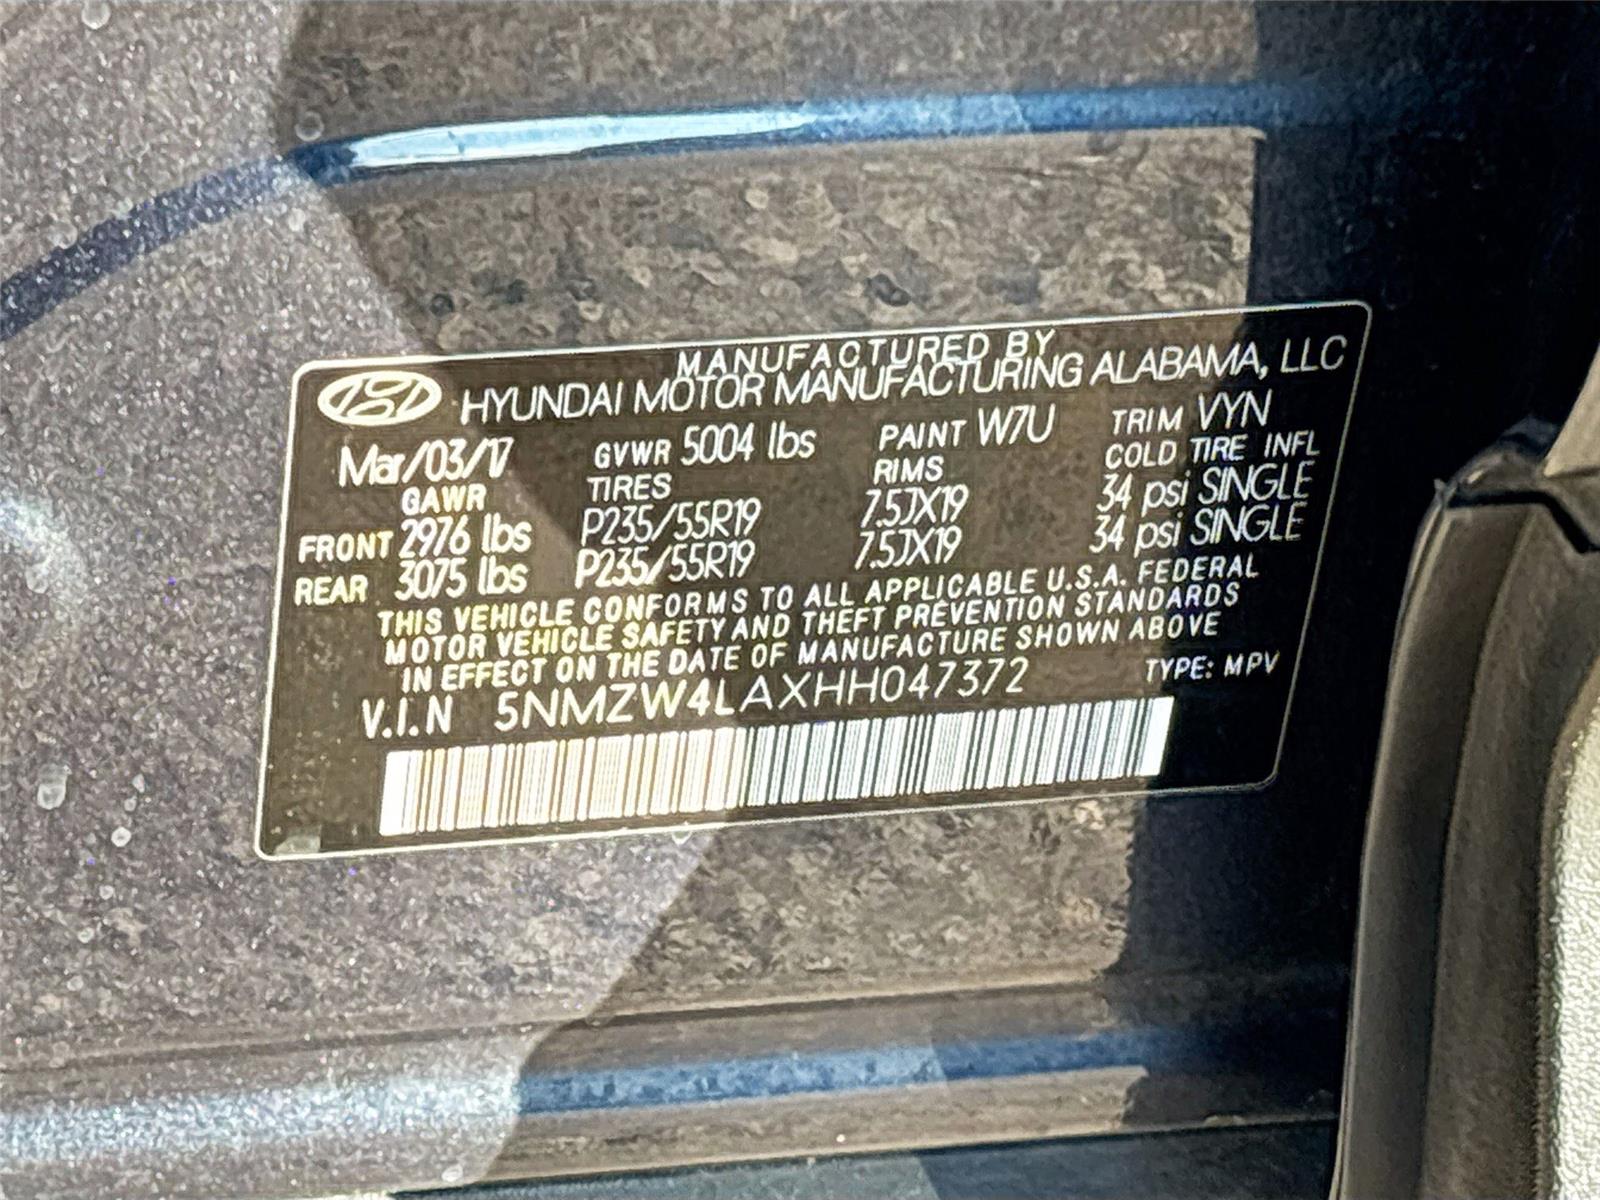 MANUFACTURED BY
HYUNDAI MOTOR MANUFACTURING ALABAMA, LLC
Mar/03/17 GVWR 5004 lbs PAINT W7U TRIM VYN
GAWR TIRES RIMS COLD TIRE INFL
FRONT 2976 lbs P235/55R19 7.5JX19 34 psi SINGLE
REAR 3075 lbs P235/55R19 7.5JX19 34 psi SINGLE
THIS VEHICLE CONFORMS TO ALL APPLICABLE U.S.A. FEDERAL
MOTOR VEHICLE SAFETY AND THEFT PREVENTION STANDARDS
IN EFFECT ON THE DATE OF MANUFACTURE SHOWN ABOVE
V.I.N 5NMZW4LAXHH047372 TYPE: MPV